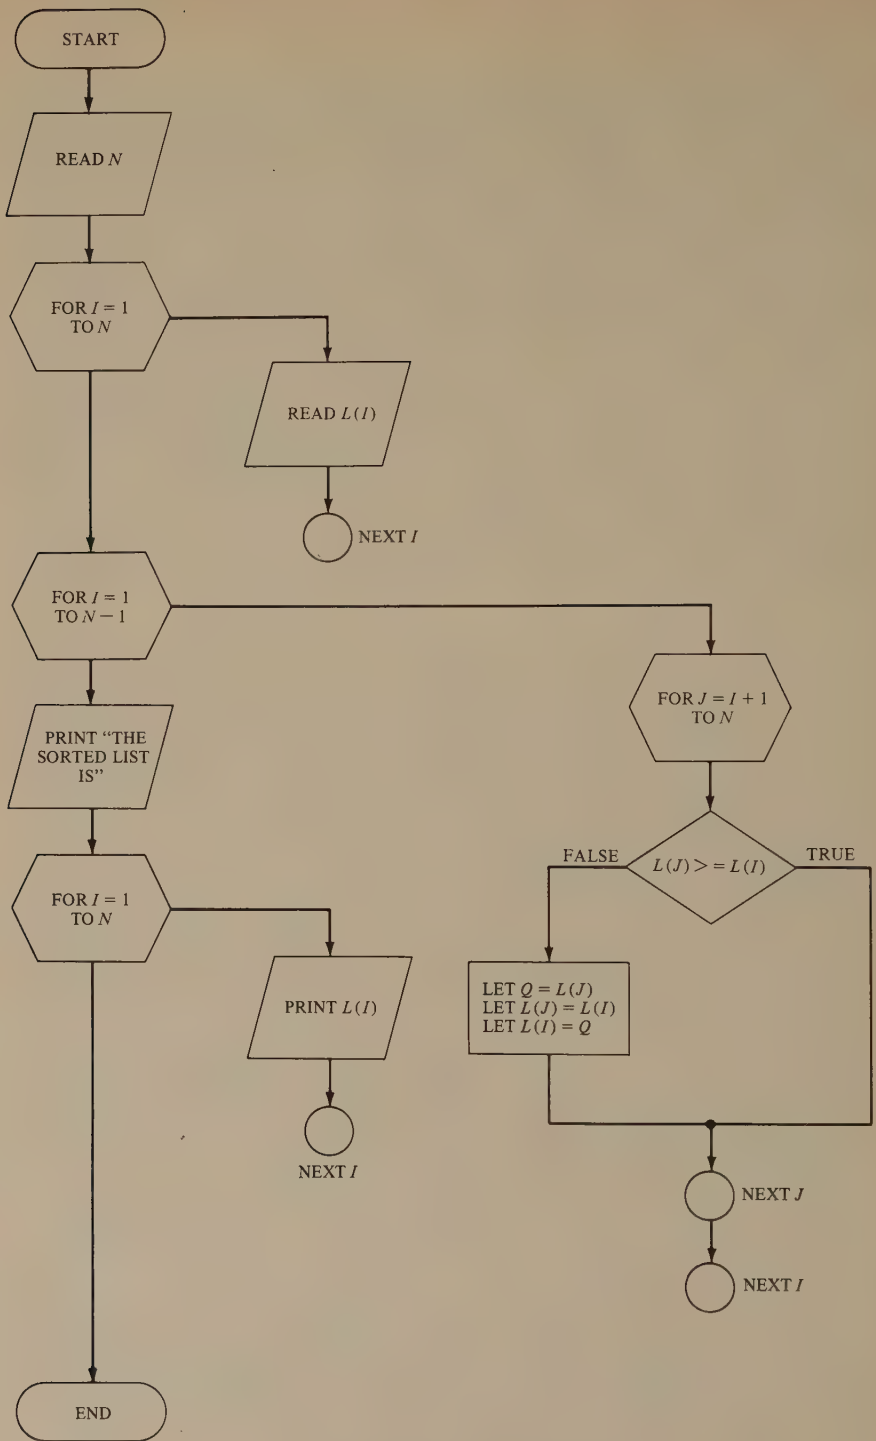 START
READ N
FOR I = 1
TO N
READ L(I)
NEXT I
FOR I = 1
TO N − 1
FOR J = I + 1
TO N
PRINT “THE
SORTED LIST
IS”
FALSE
L(J) > = L(I)
TRUE
FOR I = 1
TO N
LET Q = L(J)
LET L(J) = L(I)
LET L(I) = Q
PRINT L(I)
NEXT I
NEXT J
NEXT I
END